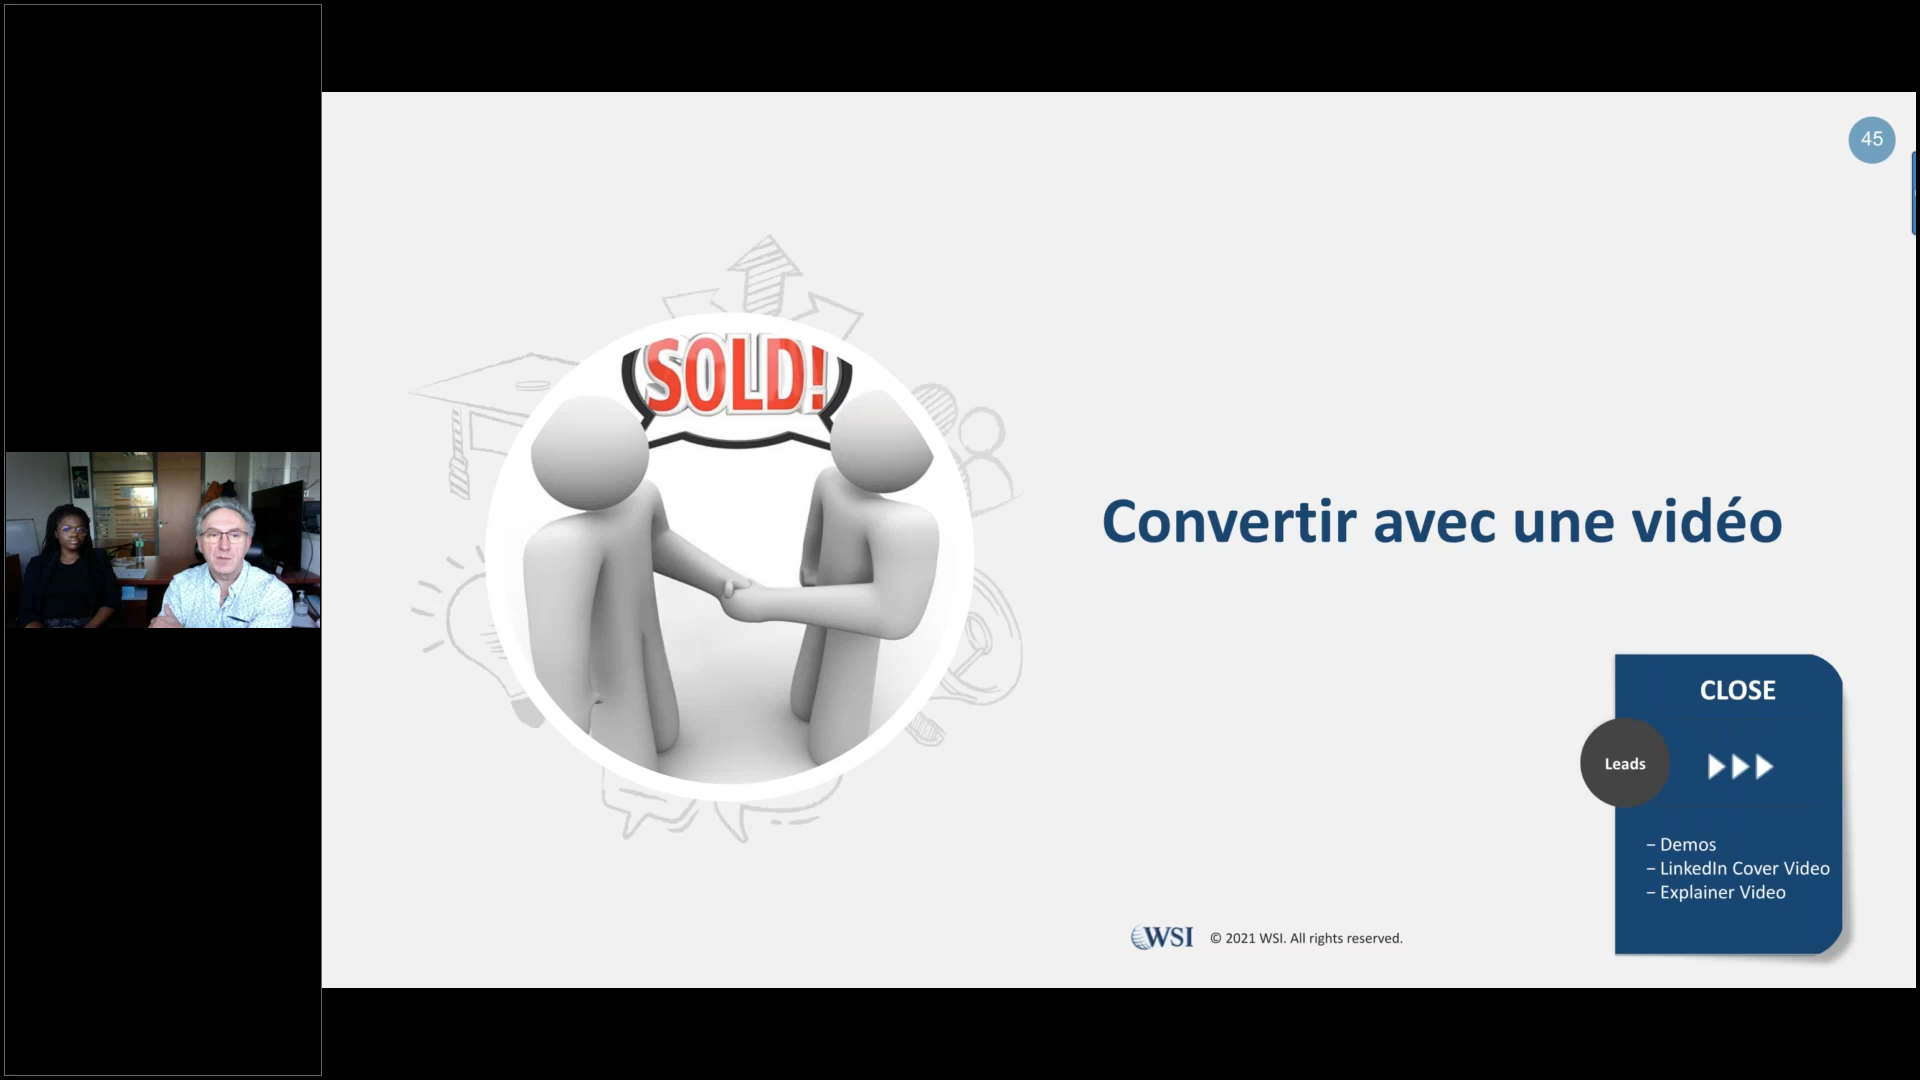 45
SOLD!
Convertir avec une vidéo
CLOSE
Leads
– Demos
– LinkedIn Cover Video
– Explainer Video
WSI © 2021 WSI. All rights reserved.